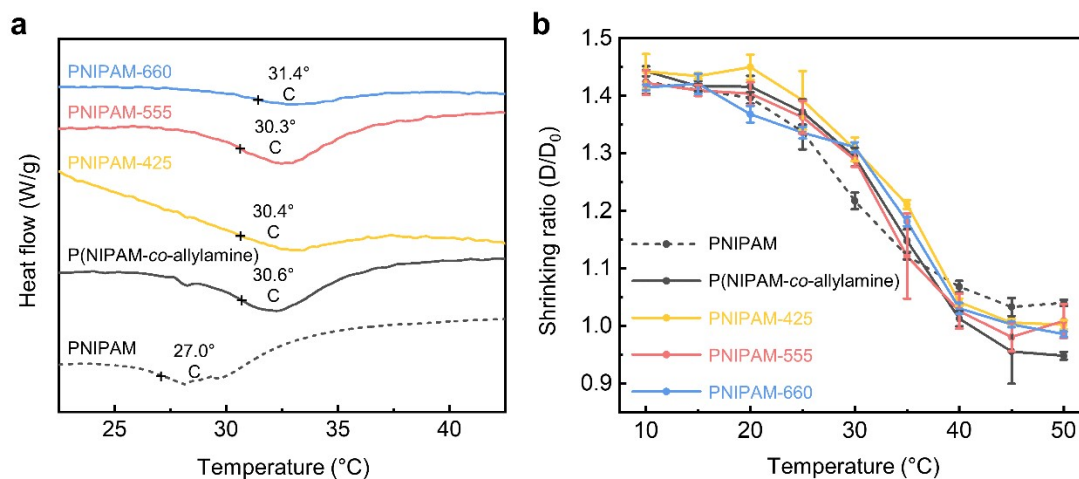 a
Heat flow (W/g)
PNIPAM-660
31.4°
C
PNIPAM-555
30.3°
C
PNIPAM-425
30.4°
C
P(NIPAM-co-allylamine)
30.6°
C
PNIPAM
27.0°
C
25 30 35 40
Temperature (°C)
b
Shrinking ratio (D/D₀)
1.5
1.4
1.3
1.2
1.1
1.0
0.9
PNIPAM
P(NIPAM-co-allylamine)
PNIPAM-425
PNIPAM-555
PNIPAM-660
10 20 30 40 50
Temperature (°C)